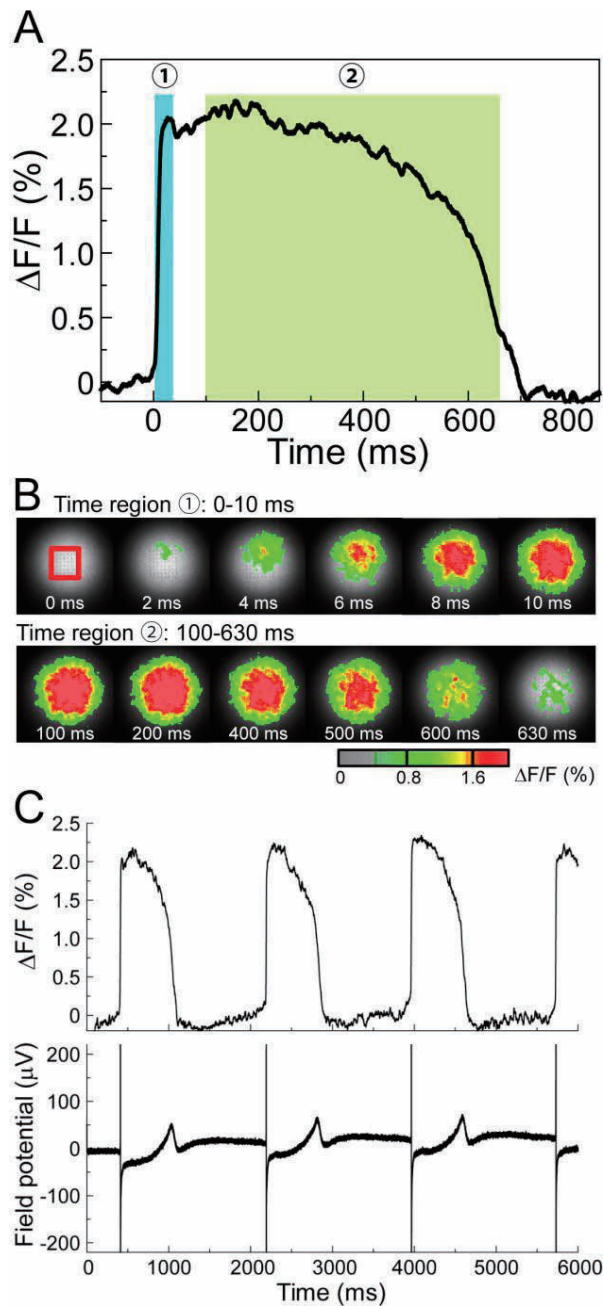 A
① ②
2.5
2.0
1.5
1.0
0.5
0
ΔF/F (%)
0 200 400 600 800
Time (ms)
B
Time region ①: 0-10 ms
0 ms 2 ms 4 ms 6 ms 8 ms 10 ms
Time region ②: 100-630 ms
100 ms 200 ms 400 ms 500 ms 600 ms 630 ms
0 0.8 1.6 ΔF/F (%)
C
2.5
2.0
1.5
1.0
0.5
0
ΔF/F (%)
200
100
0
-100
-200
Field potential (µV)
0 1000 2000 3000 4000 5000 6000
Time (ms)